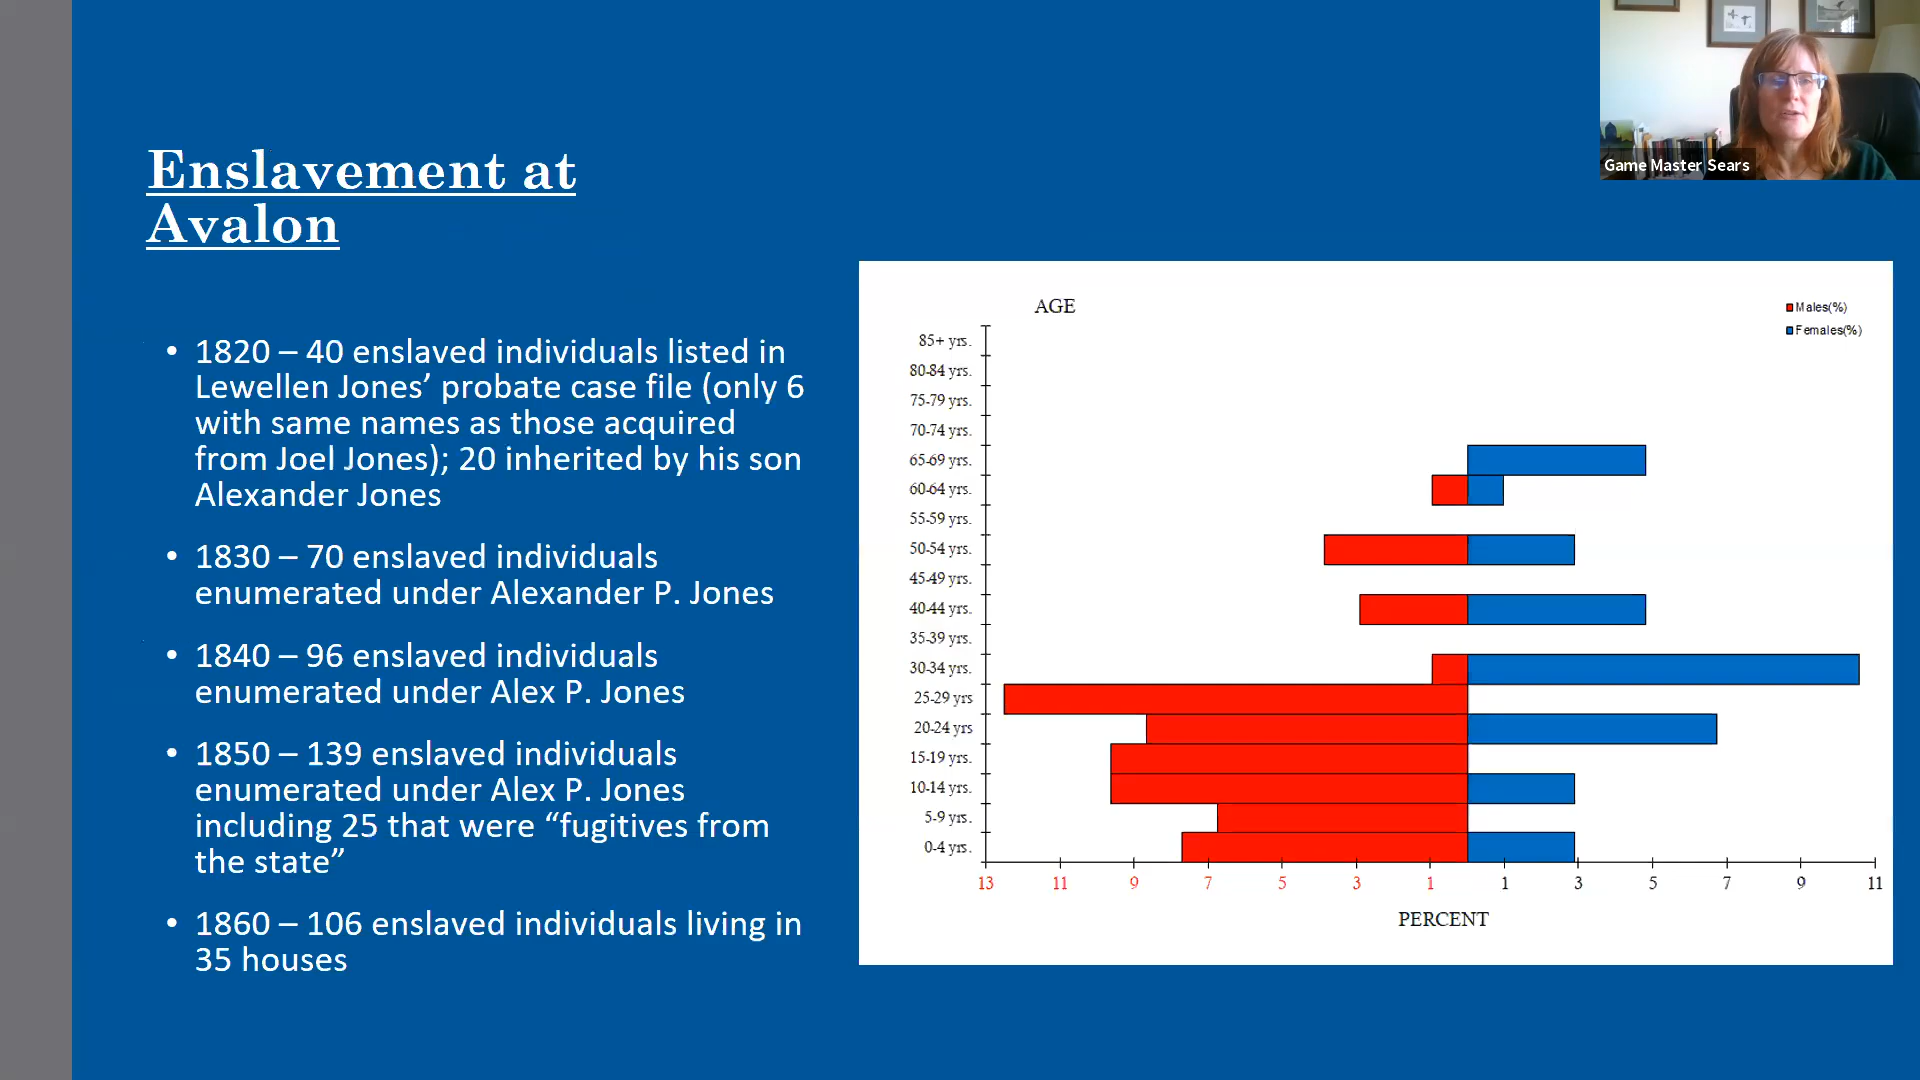 Enslavement at
Avalon
• 1820 – 40 enslaved individuals listed in
Lewellen Jones’ probate case file (only 6
with same names as those acquired
from Joel Jones); 20 inherited by his son
Alexander Jones
• 1830 – 70 enslaved individuals
enumerated under Alexander P. Jones
• 1840 – 96 enslaved individuals
enumerated under Alex P. Jones
• 1850 – 139 enslaved individuals
enumerated under Alex P. Jones
including 25 that were “fugitives from
the state”
• 1860 – 106 enslaved individuals living in
35 houses
Game Master Sears
AGE
Males(%)
Females(%)
85+ yrs.
80-84 yrs.
75-79 yrs.
70-74 yrs.
65-69 yrs.
60-64 yrs.
55-59 yrs.
50-54 yrs.
45-49 yrs.
40-44 yrs.
35-39 yrs.
30-34 yrs.
25-29 yrs
20-24 yrs
15-19 yrs.
10-14 yrs.
5-9 yrs.
0-4 yrs.
13 11 9 7 5 3 1 1 3 5 7 9 11
PERCENT